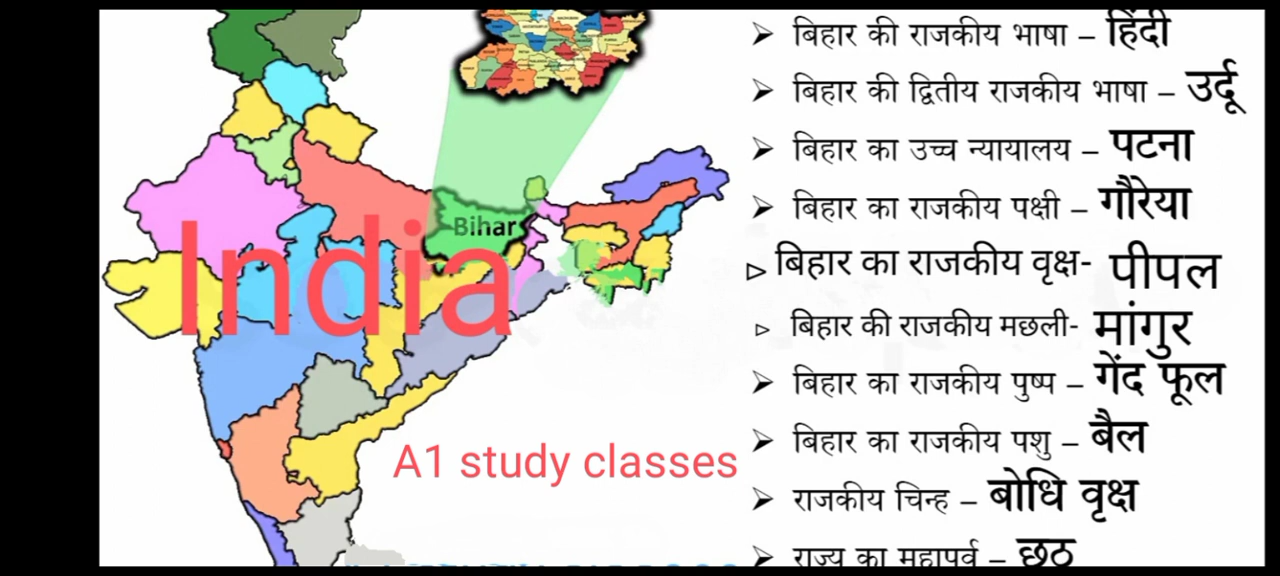 India
Bihar
A1 study classes
➤ बिहार की राजकीय भाषा – हिंदी
➤ बिहार की द्वितीय राजकीय भाषा – उर्दू
➤ बिहार का उच्च न्यायालय – पटना
➤ बिहार का राजकीय पक्षी – गौरेया
▷ बिहार का राजकीय वृक्ष- पीपल
▷ बिहार की राजकीय मछली- मांगुर
➤ बिहार का राजकीय पुष्प – गेंद फूल
➤ बिहार का राजकीय पशु – बैल
➤ राजकीय चिन्ह – बोधि वृक्ष
➤ राज्य का महापर्व – छठ